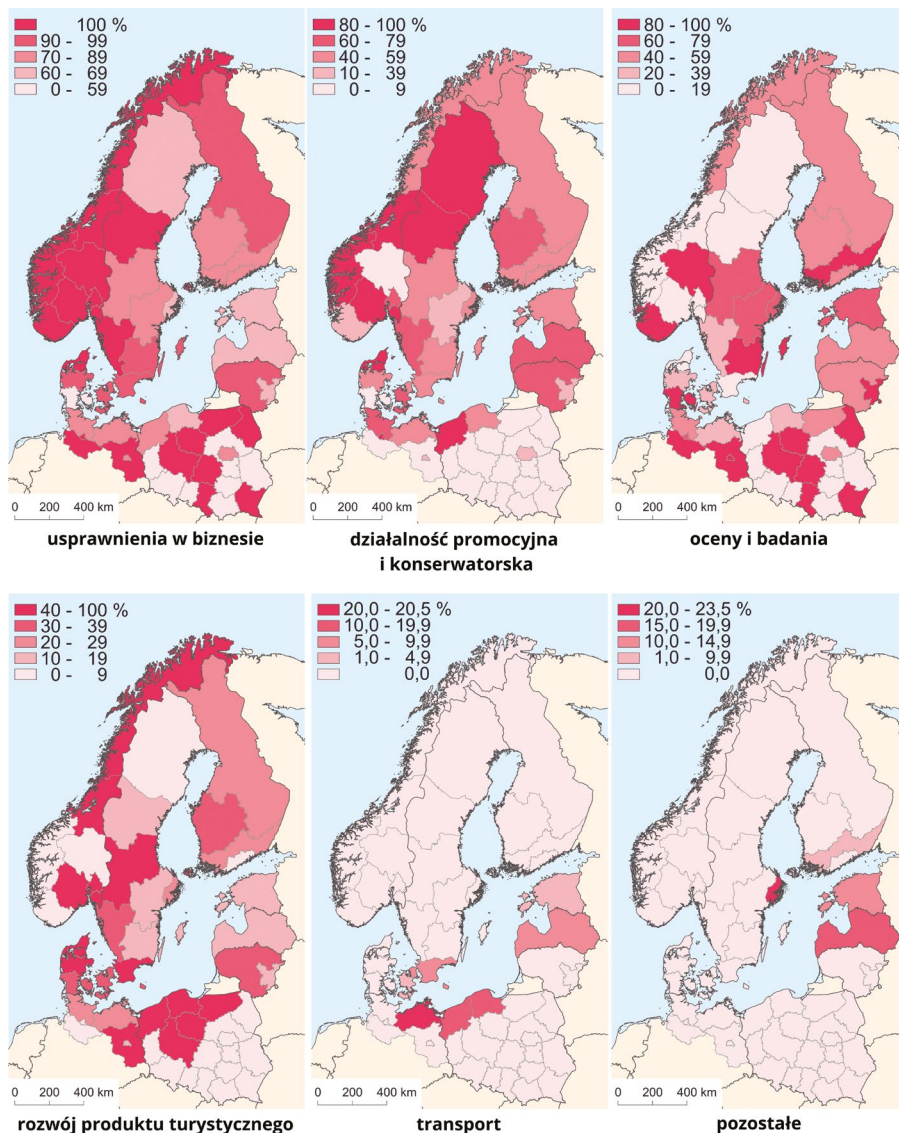 100 %
90 - 99
70 - 89
60 - 69
0 - 59
0 200 400 km
usprawnienia w biznesie
80 - 100 %
60 - 79
40 - 59
10 - 39
0 - 9
0 200 400 km
działalność promocyjna
i konserwatorska
80 - 100 %
60 - 79
40 - 59
20 - 39
0 - 19
0 200 400 km
oceny i badania
40 - 100 %
30 - 39
20 - 29
10 - 19
0 - 9
0 200 400 km
rozwój produktu turystycznego
20,0 - 20,5 %
10,0 - 19,9
5,0 - 9,9
1,0 - 4,9
0,0
0 200 400 km
transport
20,0 - 23,5 %
15,0 - 19,9
10,0 - 14,9
1,0 - 9,9
0,0
0 200 400 km
pozostałe